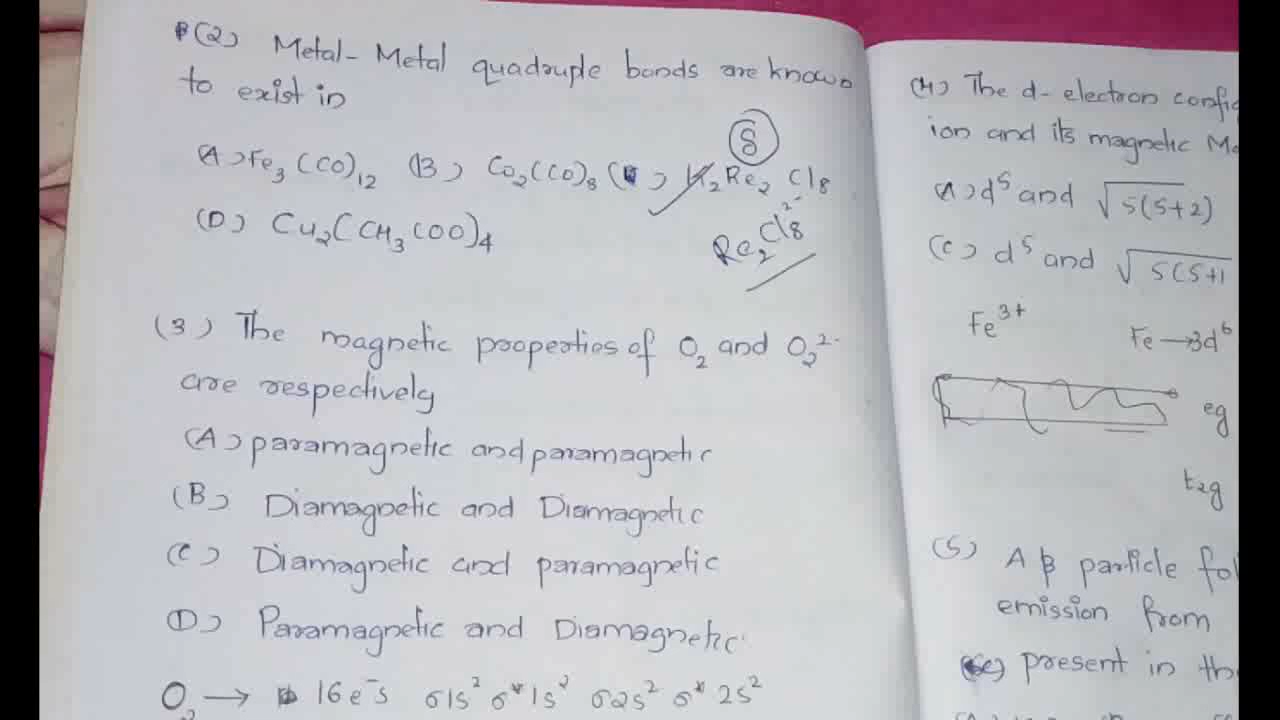 (2) Metal-Metal quadruple bonds are known
to exist in
(A) Fe3(CO)12 (B) Co2(CO)8 (C) K2Re2Cl8
δ
(D) Cu2(CH3COO)4
Re2Cl8 2-
(3) The magnetic properties of O2 and O2 2-
are respectively
(A) paramagnetic and paramagnetic
(B) Diamagnetic and Diamagnetic
(C) Diamagnetic and paramagnetic
(D) Paramagnetic and Diamagnetic
O2 → 16e-s σ1s² σ*1s² σ2s² σ*2s²
(4) The d-electron config
ion and its magnetic Mo
(A) d5 and √5(5+2)
(C) d5 and √5(5+1
Fe3+ Fe → 3d6
eg
t2g
(5) A β particle fol
emission from
present in th